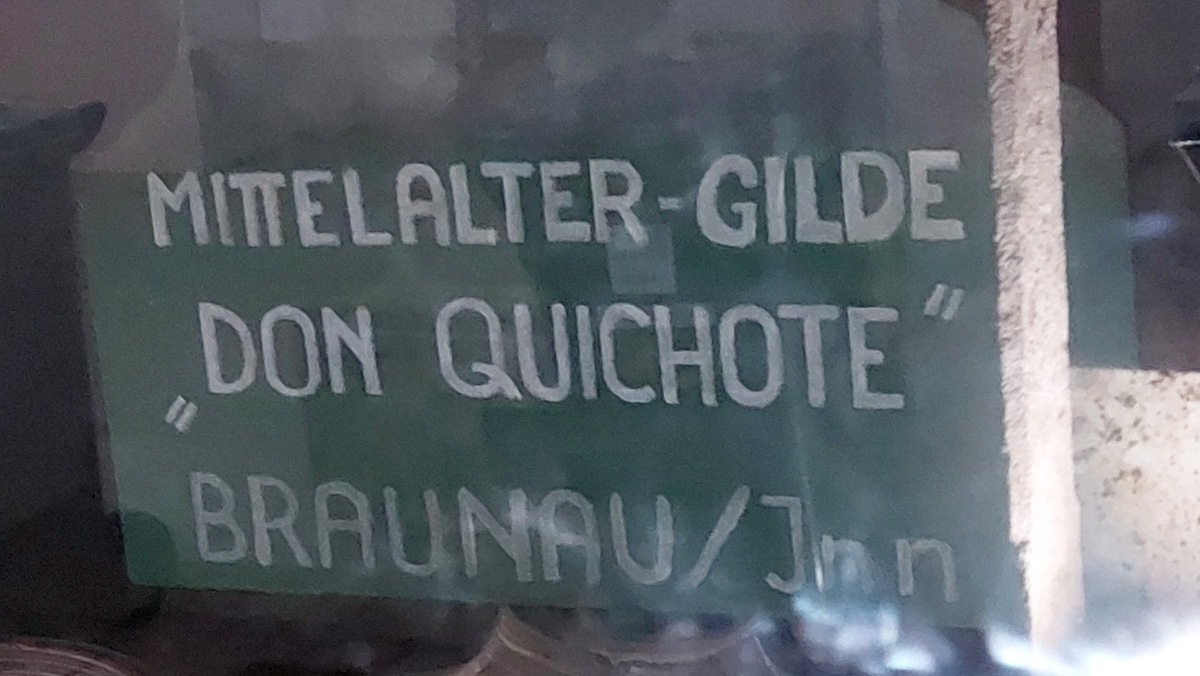 MITTELALTER-GILDE
„DON QUICHOTE"
BRAUNAU/Jnn